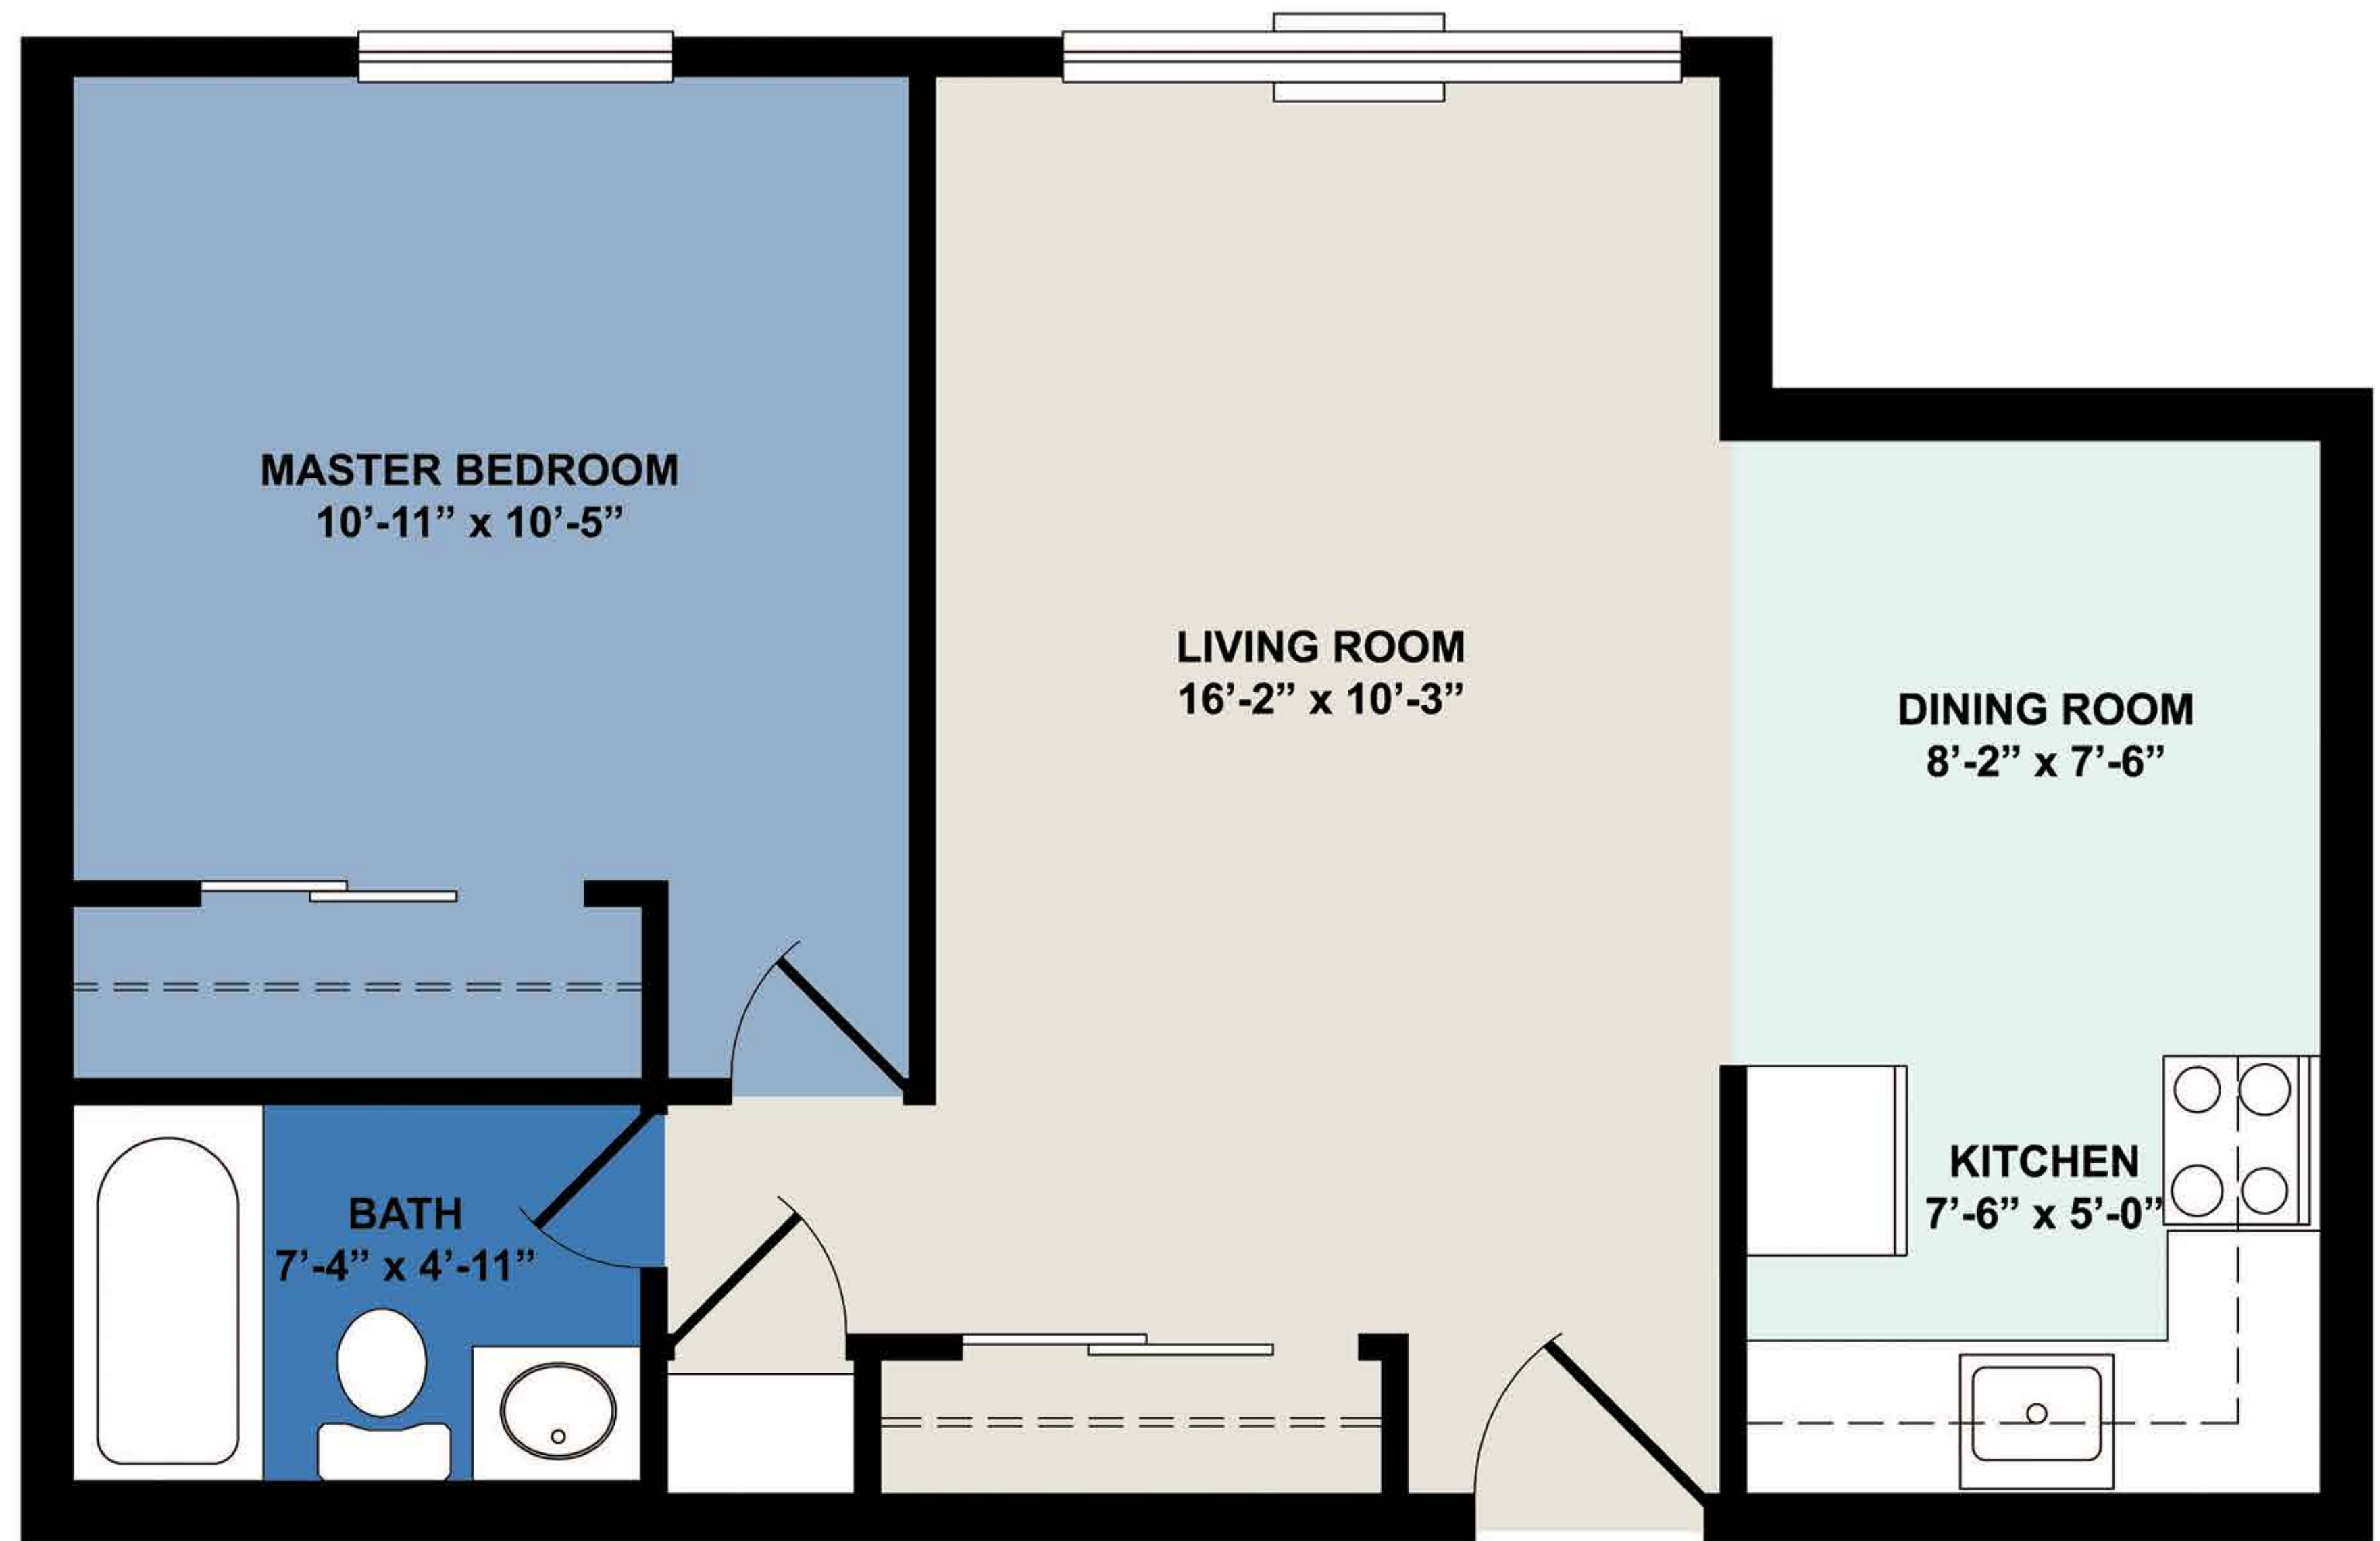 MASTER BEDROOM
10’-11” x 10’-5”
LIVING ROOM
16’-2” x 10’-3”
DINING ROOM
8’-2” x 7’-6”
KITCHEN
7’-6” x 5’-0”
BATH
7’-4” x 4’-11”